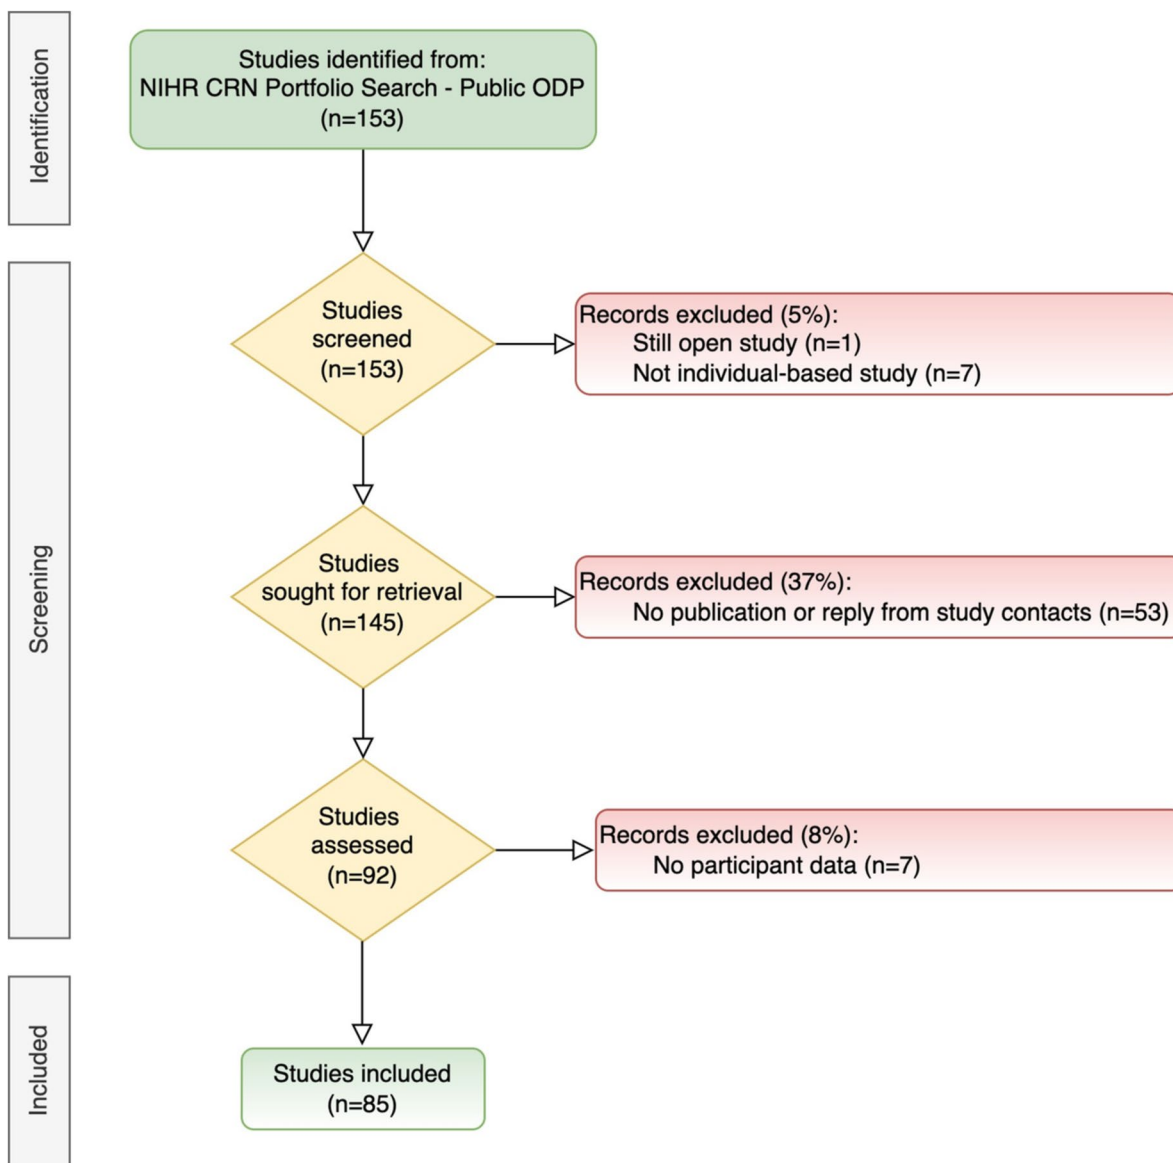 Identification
Studies identified from:
NIHR CRN Portfolio Search - Public ODP
(n=153)
Screening
Studies
screened
(n=153)
Records excluded (5%):
Still open study (n=1)
Not individual-based study (n=7)
Studies
sought for retrieval
(n=145)
Records excluded (37%):
No publication or reply from study contacts (n=53)
Studies
assessed
(n=92)
Records excluded (8%):
No participant data (n=7)
Included
Studies included
(n=85)